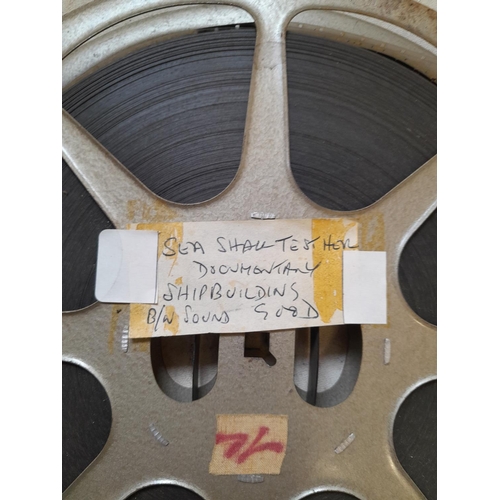 SEA SHALL TEST HER
DOCUMENTARY
SHIPBUILDING
B/W SOUND GOOD